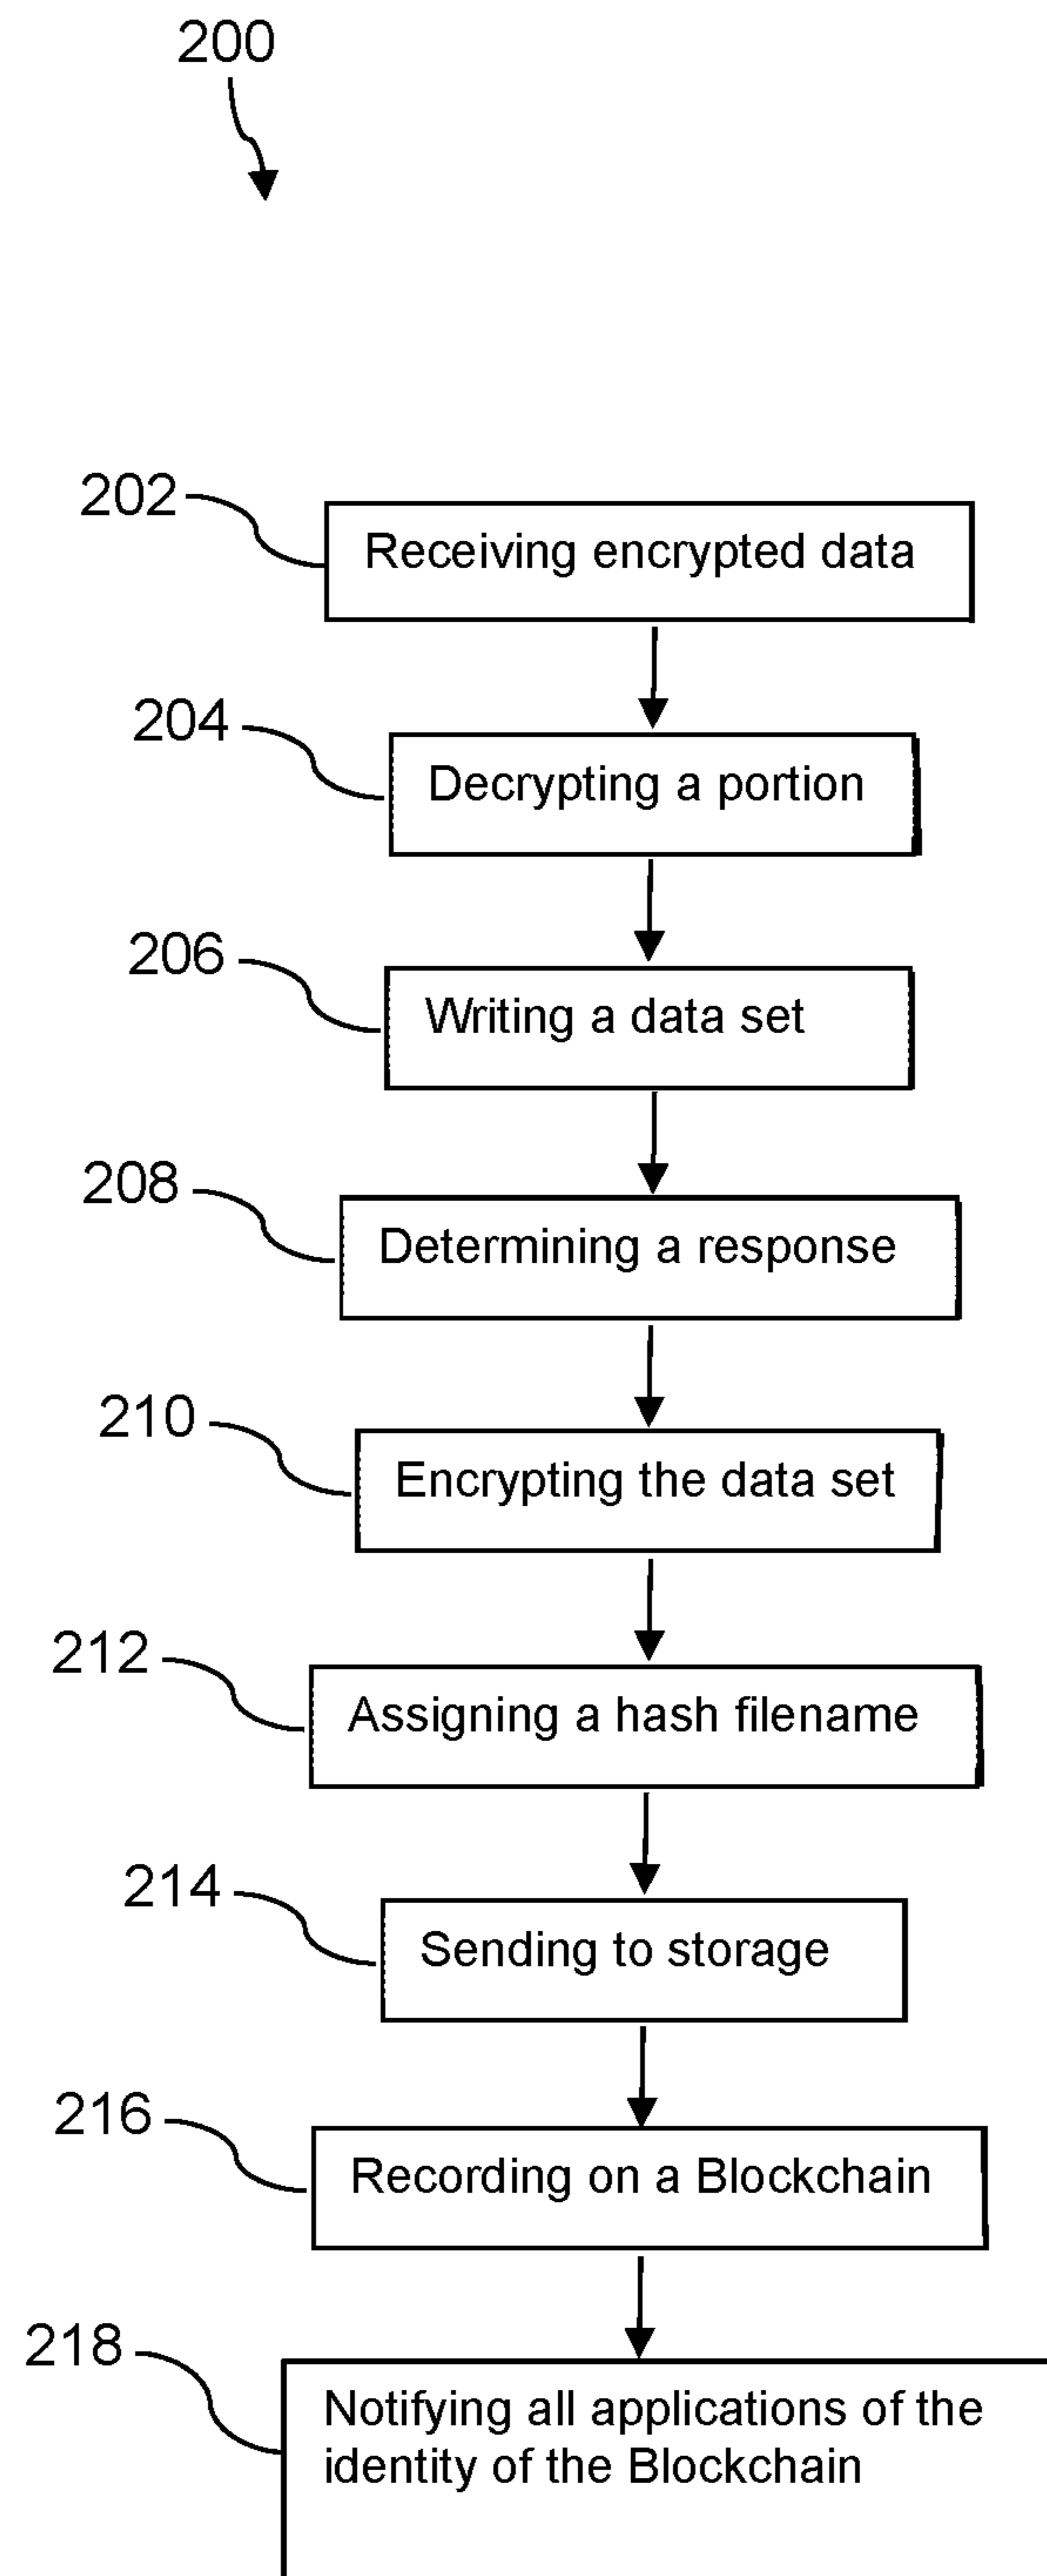 200
202
Receiving encrypted data
204
Decrypting a portion
206
Writing a data set
208
Determining a response
210
Encrypting the data set
212
Assigning a hash filename
214
Sending to storage
216
Recording on a Blockchain
218
Notifying all applications of the
identity of the Blockchain